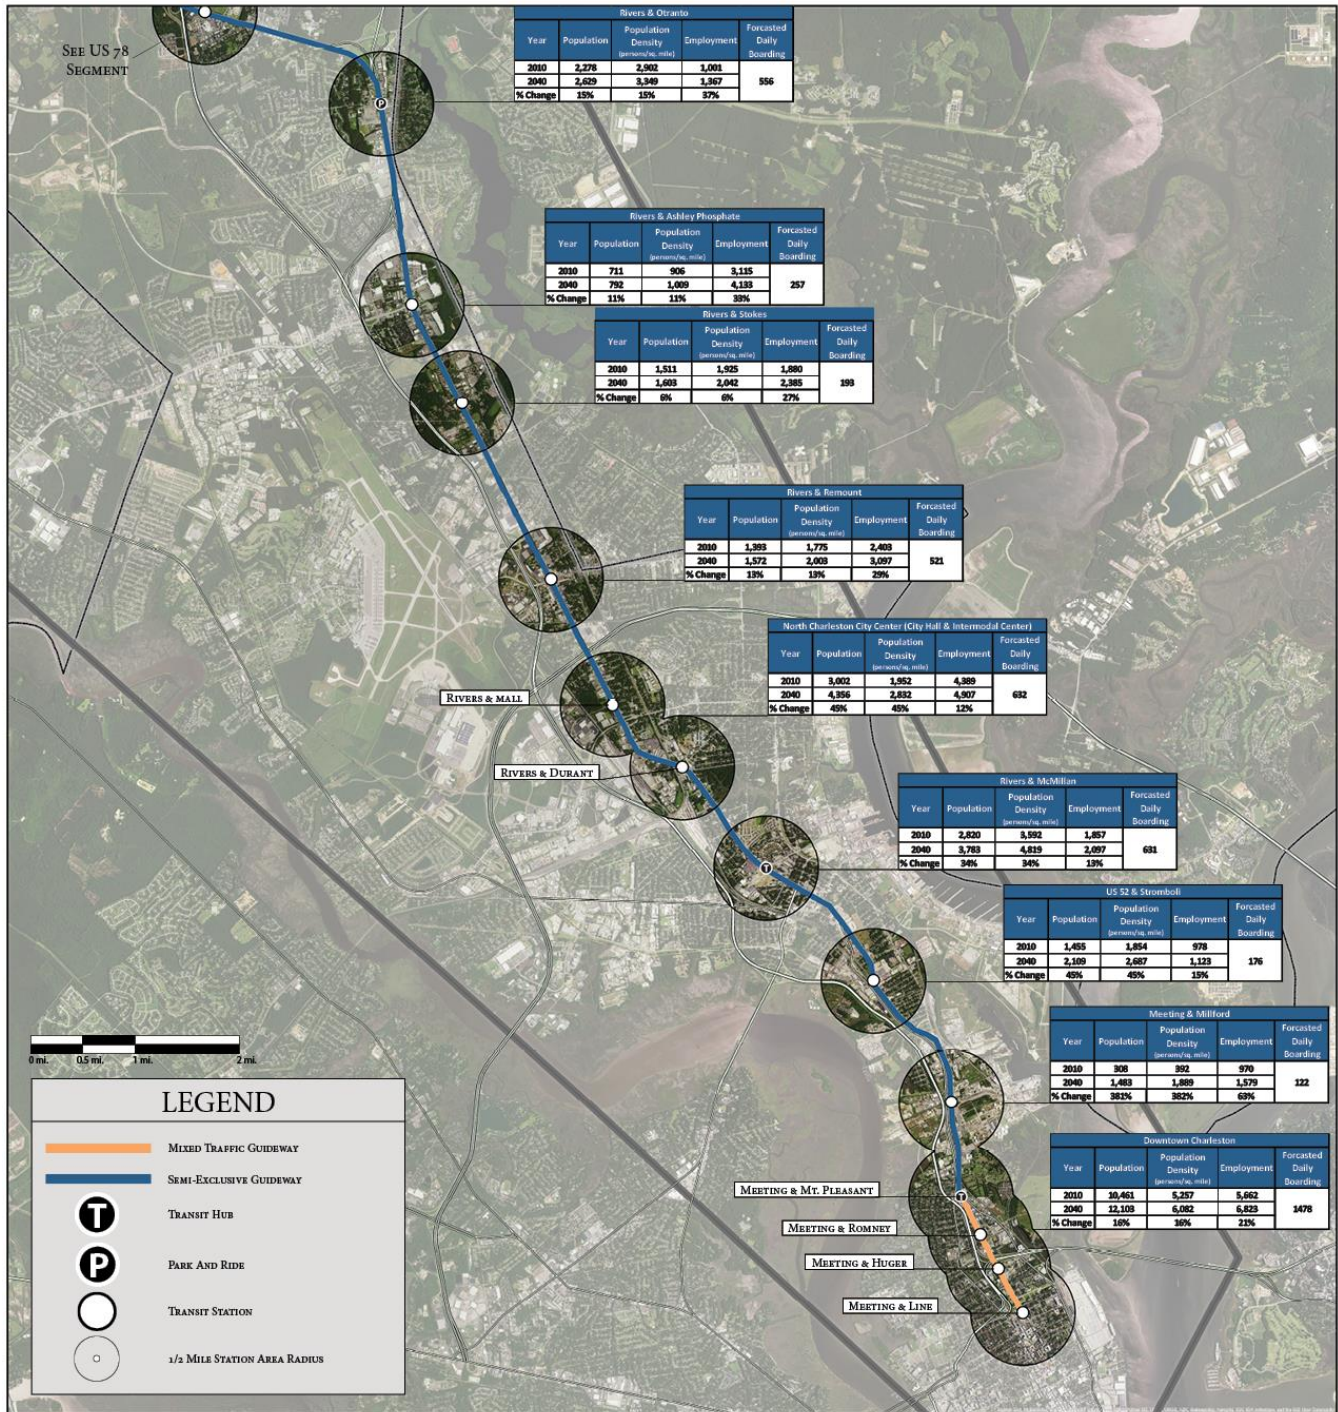 See US 78
Segment
Rivers & Otranto
Year Population Population Density (persons/sq. mile) Employment Forcasted Daily Boarding
2010 2,278 2,902 1,001 556
2040 2,629 3,349 1,367
% Change 15% 15% 37%
Rivers & Ashley Phosphate
Year Population Population Density (persons/sq. mile) Employment Forcasted Daily Boarding
2010 711 906 3,115 257
2040 792 1,009 4,133
% Change 11% 11% 33%
Rivers & Stokes
Year Population Population Density (persons/sq. mile) Employment Forcasted Daily Boarding
2010 1,511 1,925 1,880 193
2040 1,603 2,042 2,385
% Change 6% 6% 27%
Rivers & Remount
Year Population Population Density (persons/sq. mile) Employment Forcasted Daily Boarding
2010 1,393 1,775 2,403 521
2040 1,572 2,003 3,097
% Change 13% 13% 29%
North Charleston City Center (City Hall & Intermodal Center)
Year Population Population Density (persons/sq. mile) Employment Forcasted Daily Boarding
2010 3,002 1,952 4,389 632
2040 4,356 2,832 4,907
% Change 45% 45% 12%
Rivers & Mall
Rivers & Durant
Rivers & McMillan
Year Population Population Density (persons/sq. mile) Employment Forcasted Daily Boarding
2010 2,820 3,592 1,857 631
2040 3,783 4,819 2,097
% Change 34% 34% 13%
US 52 & Stromboli
Year Population Population Density (persons/sq. mile) Employment Forcasted Daily Boarding
2010 1,455 1,854 978 176
2040 2,109 2,687 1,123
% Change 45% 45% 15%
Meeting & Millford
Year Population Population Density (persons/sq. mile) Employment Forcasted Daily Boarding
2010 308 392 970 122
2040 1,483 1,889 1,579
% Change 381% 382% 63%
Downtown Charleston
Year Population Population Density (persons/sq. mile) Employment Forcasted Daily Boarding
2010 10,461 5,257 5,662 1478
2040 12,103 6,082 6,823
% Change 16% 16% 21%
Meeting & Mt. Pleasant
Meeting & Romney
Meeting & Huger
Meeting & Line
P
T
T
0 mi. 0.5 mi. 1 mi. 2 mi.
LEGEND
Mixed Traffic Guideway
Semi-Exclusive Guideway
T Transit Hub
P Park And Ride
Transit Station
1/2 Mile Station Area Radius